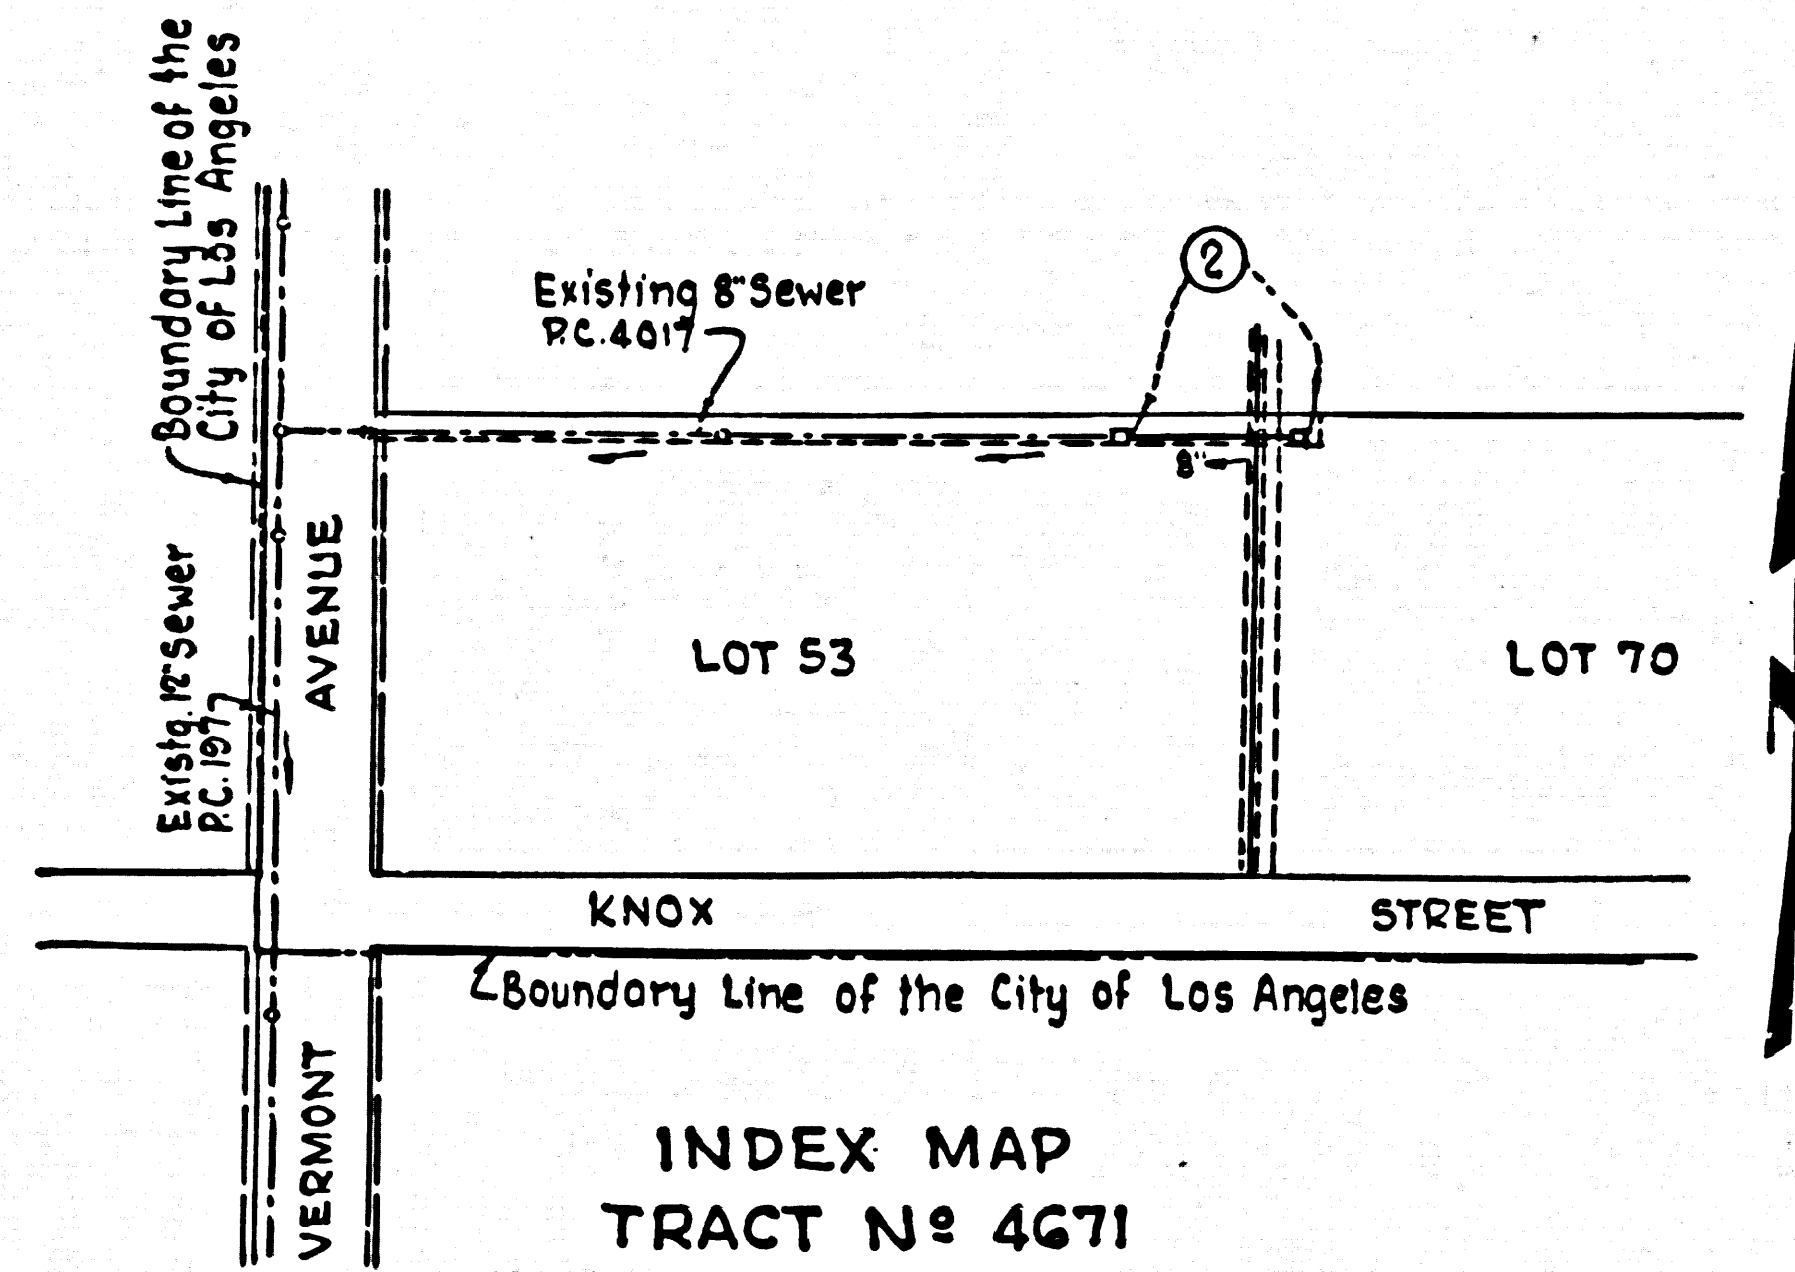 Boundary Line of the
City of Los Angeles
Existing 8" Sewer
P.C. 4017
2
8"
AVENUE
Existg. 12" Sewer
P.C. 197
LOT 53
LOT 70
KNOX STREET
Boundary Line of the City of Los Angeles
VERMONT
INDEX MAP
TRACT Nº 4671